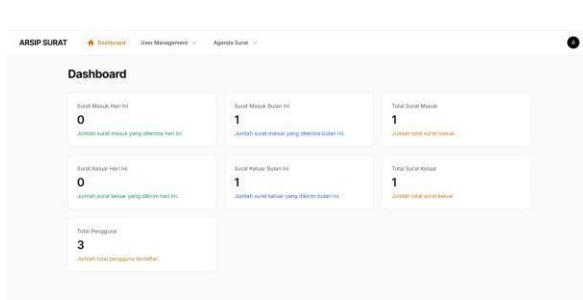 ARSIP SURAT Dashboard User Management Agenda Surat A
Dashboard
Surat Masuk Hari Ini
0
Jumlah surat masuk yang diterima hari ini.
Surat Masuk Bulan Ini
1
Jumlah surat masuk yang diterima bulan ini.
Total Surat Masuk
1
Jumlah total surat masuk.
Surat Keluar Hari Ini
0
Jumlah surat keluar yang dikirim hari ini.
Surat Keluar Bulan Ini
1
Jumlah surat keluar yang dikirim bulan ini.
Total Surat Keluar
1
Jumlah total surat keluar
Total Pengguna
3
Jumlah total pengguna terdaftar.